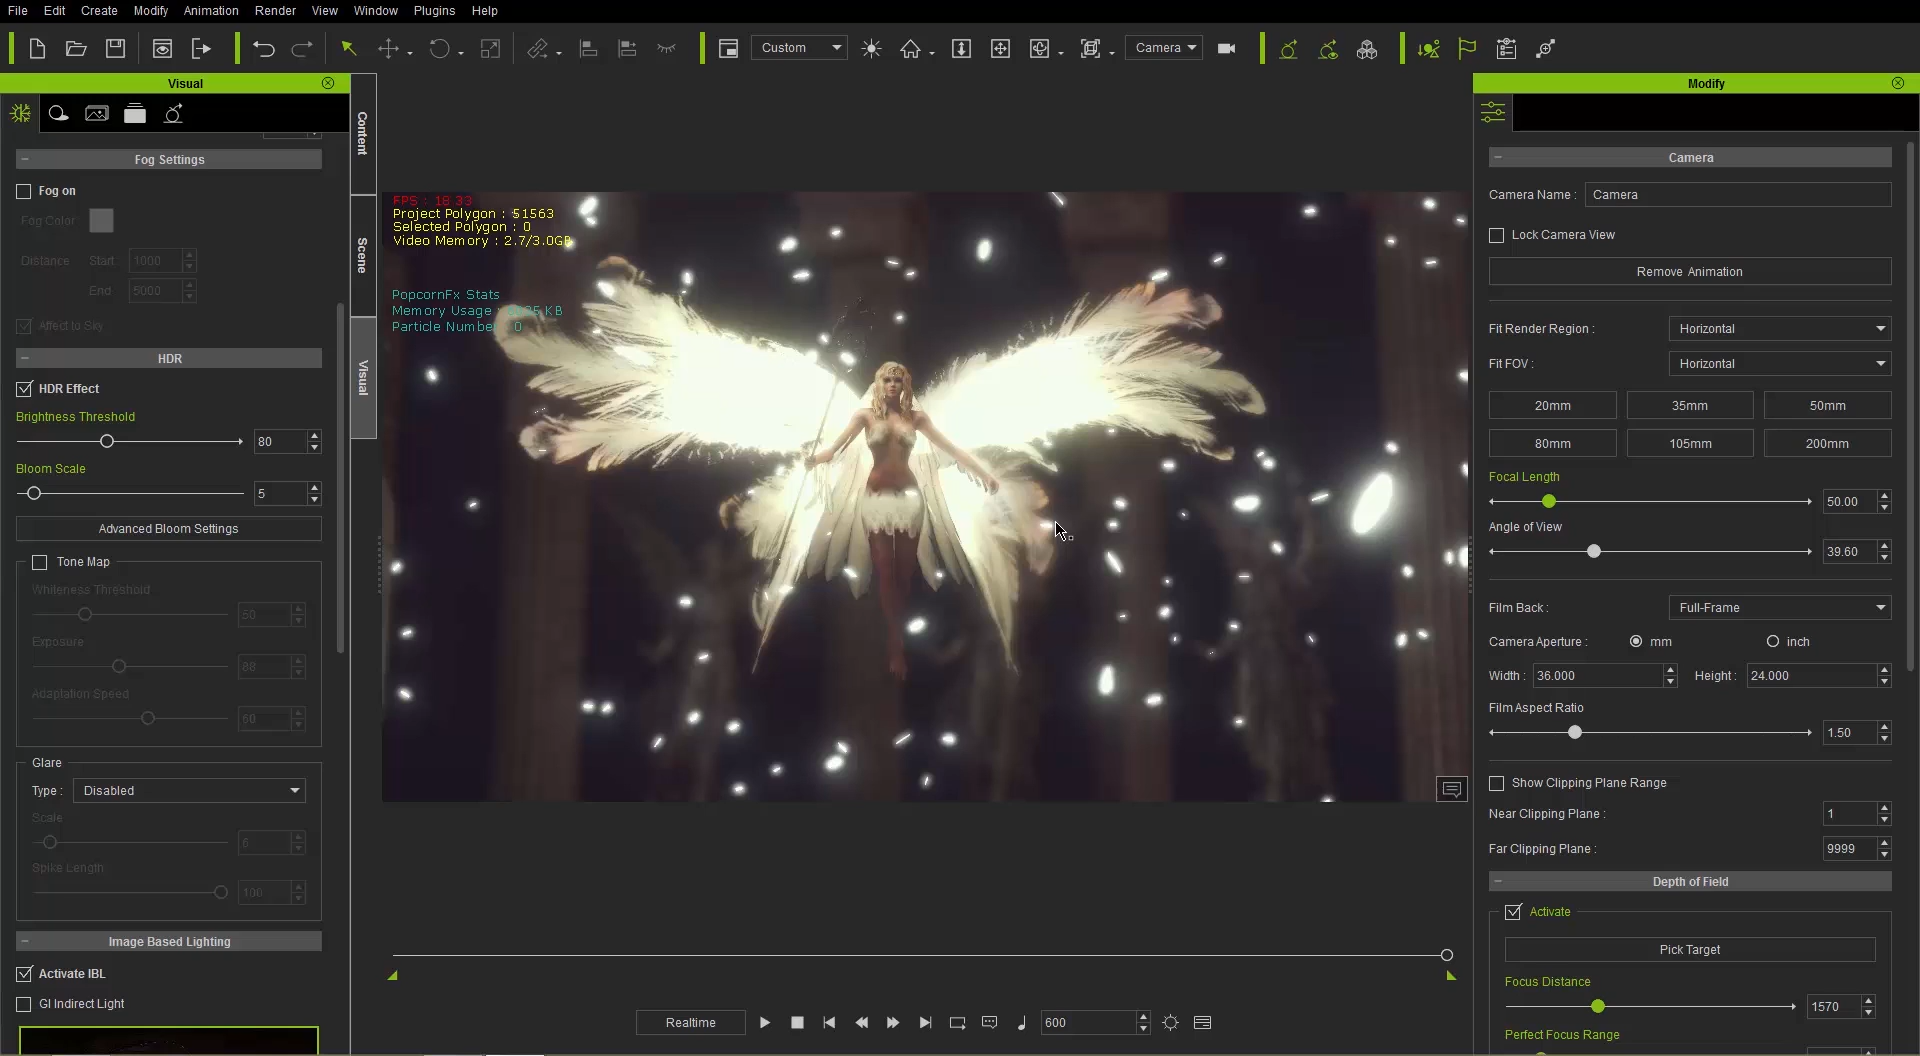 File Edit Create Modify Animation Render View Window Plugins Help
Custom
Camera
Visual
Fog Settings
Fog on
Fog Color
Distance Start: 1000
End: 5000
Affect to Sky
HDR
HDR Effect
Brightness Threshold
80
Bloom Scale
5
Advanced Bloom Settings
Tone Map
Whiteness Threshold
50
Exposure
88
Adaptation Speed
60
Glare
Type : Disabled
Scale
6
Spike Length
100
Image Based Lighting
Activate IBL
GI Indirect Light
Content
Scene
Visual
FPS : 18.33
Project Polygon : 51563
Selected Polygon : 0
Video Memory : 2.7/3.0GB
PopcornFx Stats
Memory Usage : KB
Particle Number : 0
Realtime
600
Modify
Camera
Camera Name : Camera
Lock Camera View
Remove Animation
Fit Render Region : Horizontal
Fit FOV : Horizontal
20mm 35mm 50mm
80mm 105mm 200mm
Focal Length
50.00
Angle of View
39.60
Film Back : Full-Frame
Camera Aperture : mm inch
Width : 36.000 Height : 24.000
Film Aspect Ratio
1.50
Show Clipping Plane Range
Near Clipping Plane : 1
Far Clipping Plane : 9999
Depth of Field
Activate
Pick Target
Focus Distance
1570
Perfect Focus Range